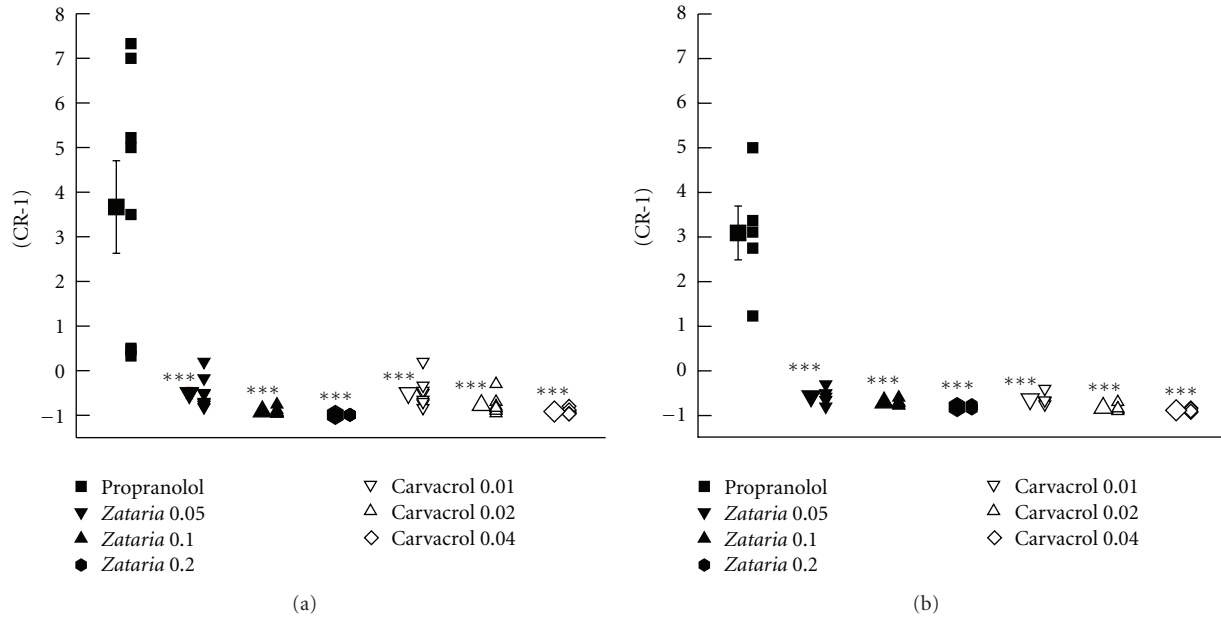 8
7
6
5
4
3
2
1
0
−1
(CR-1)
***
***
***
***
***
***
Propranolol
Zataria 0.05
Zataria 0.1
Zataria 0.2
Carvacrol 0.01
Carvacrol 0.02
Carvacrol 0.04
(a)
8
7
6
5
4
3
2
1
0
−1
(CR-1)
***
***
***
***
***
***
Propranolol
Zataria 0.05
Zataria 0.1
Zataria 0.2
Carvacrol 0.01
Carvacrol 0.02
Carvacrol 0.04
(b)